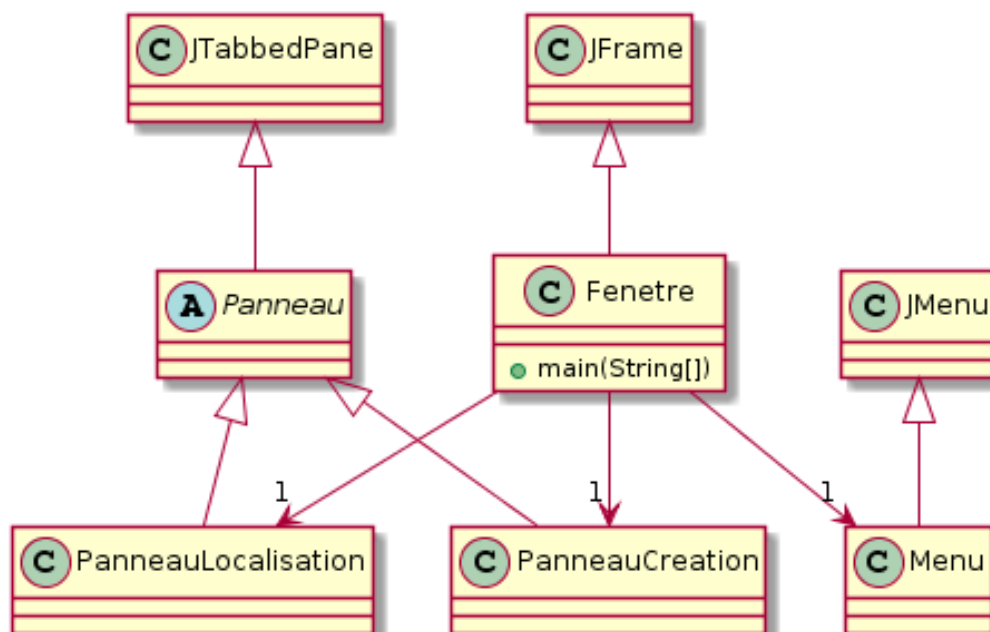 C JTabbedPane
C JFrame
A Panneau
C Fenetre
main(String[])
C JMenu
1
1
1
C PanneauLocalisation
C PanneauCreation
C Menu